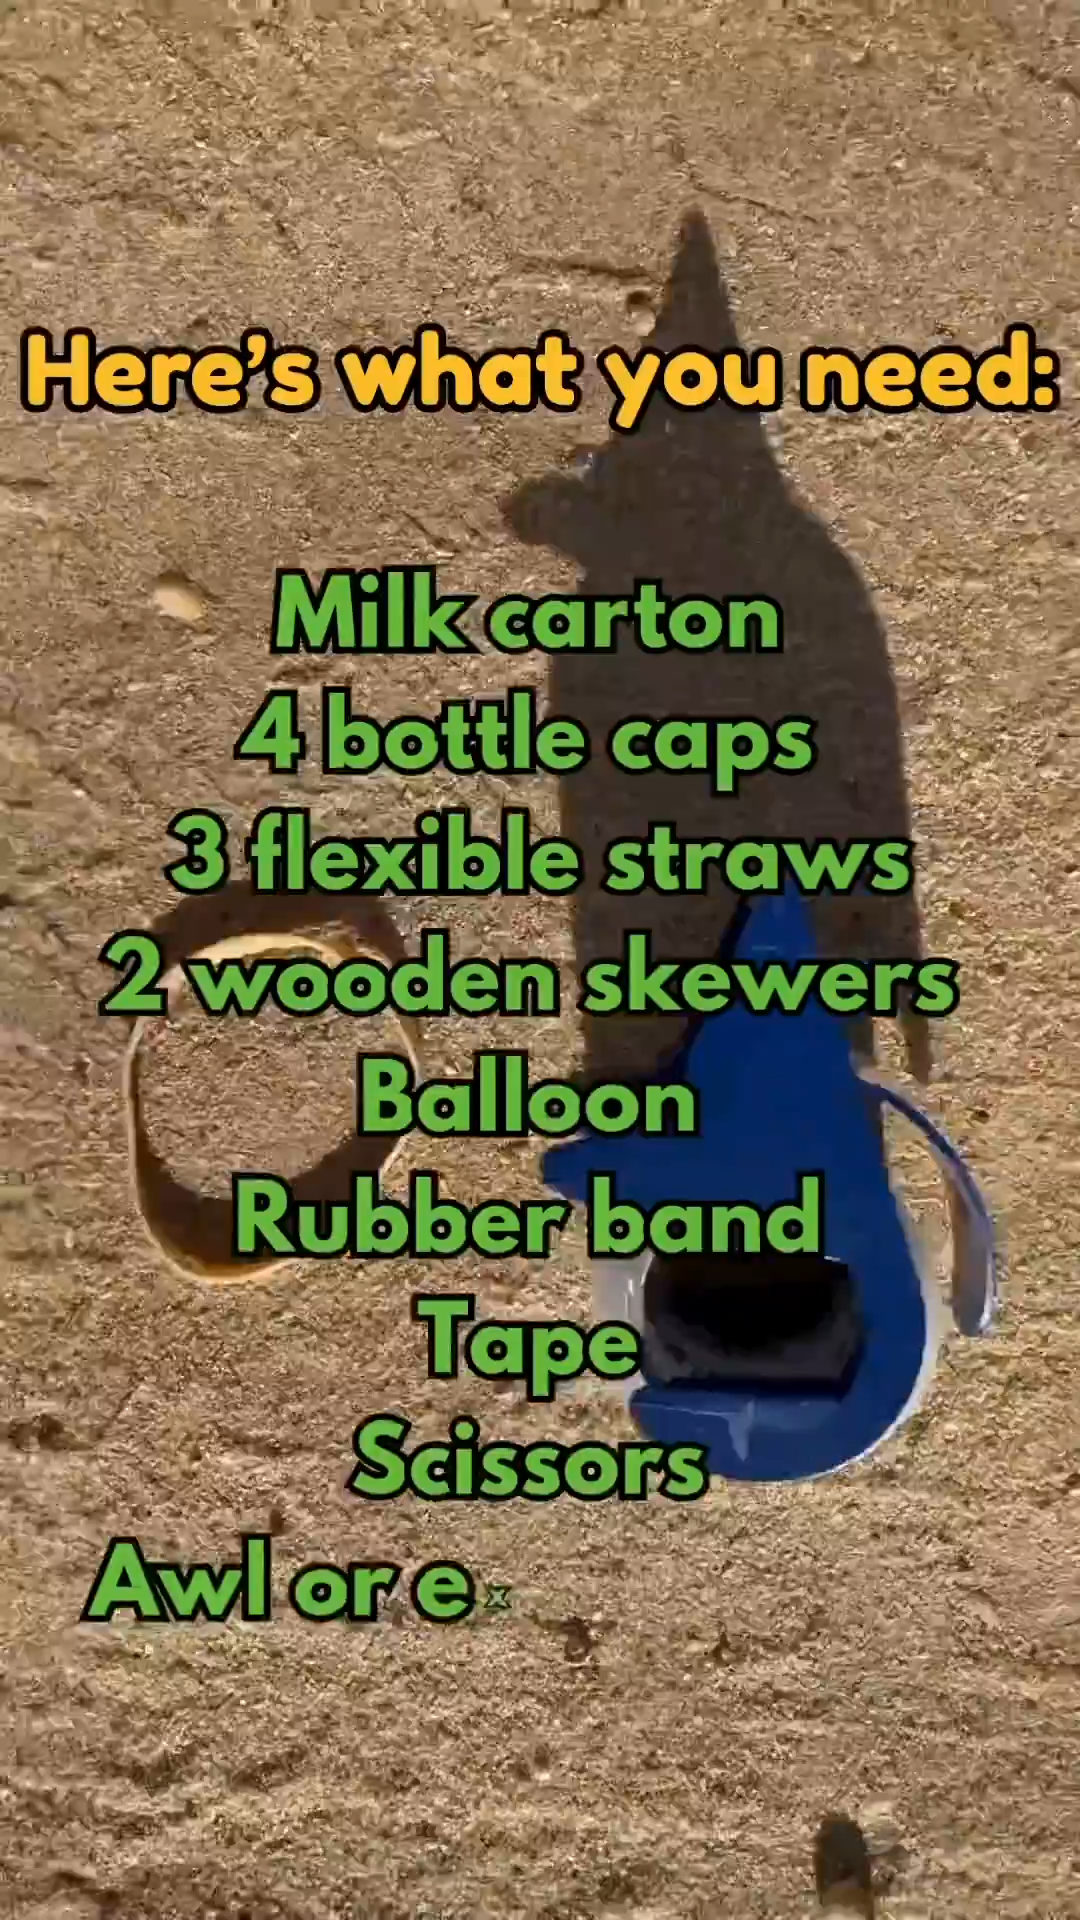 Here’s what you need:
Milk carton
4 bottle caps
3 flexible straws
2 wooden skewers
Balloon
Rubber band
Tape
Scissors
Awl or ex